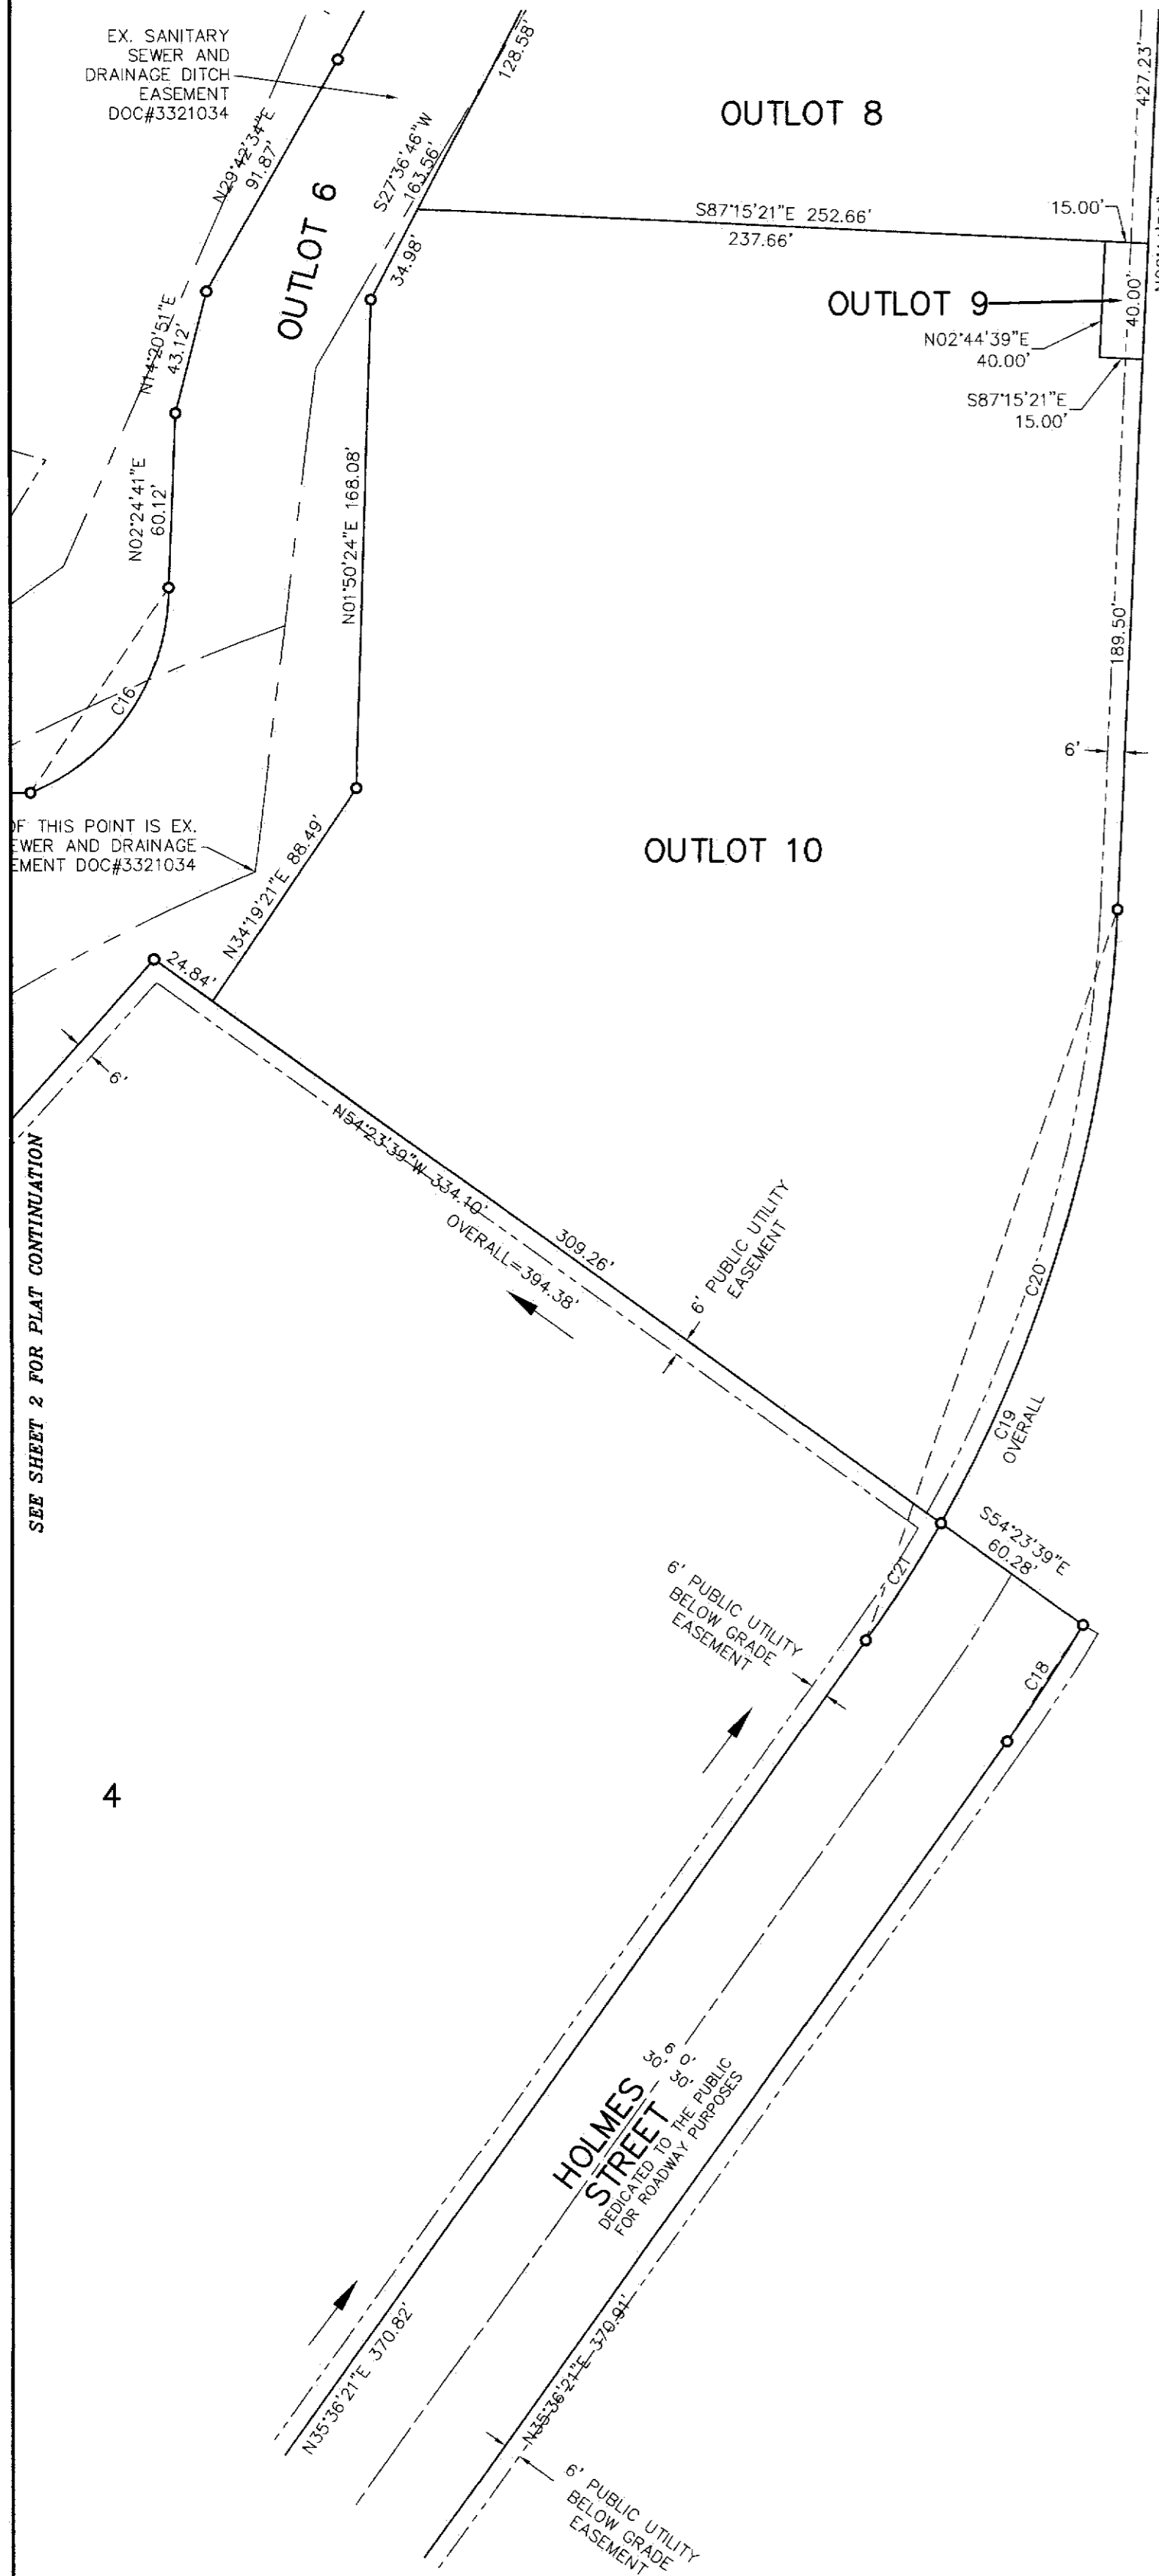 EX. SANITARY
SEWER AND
DRAINAGE DITCH
EASEMENT
DOC#3321034
128.58'
427.23'
OUTLOT 8
N29°42'34"E
91.87'
S27°36'46"W
163.56'
OUTLOT 6
34.98'
S87°15'21"E 252.66'
237.66'
15.00'
OUTLOT 9
40.00'
N02°44'39"E
40.00'
S87°15'21"E
15.00'
N14°20'51"E
43.12'
N02°24'41"E
60.12'
N01°50'24"E 168.08'
189.50'
C16
6'
OF THIS POINT IS EX.
EWER AND DRAINAGE
EMENT DOC#3321034
OUTLOT 10
N34°19'21"E 88.49'
24.84'
6'
SEE SHEET 2 FOR PLAT CONTINUATION
N54°23'39"W 334.10'
OVERALL=394.38'
309.26'
6' PUBLIC UTILITY
EASEMENT
C20
C19
OVERALL
S54°23'39"E
60.28'
C21
6' PUBLIC UTILITY
BELOW GRADE
EASEMENT
C18
4
60'
30' 30'
HOLMES
STREET
DEDICATED TO THE PUBLIC
FOR ROADWAY PURPOSES
N35°36'21"E 370.82'
N35°36'21"E 370.91'
6' PUBLIC UTILITY
BELOW GRADE
EASEMENT